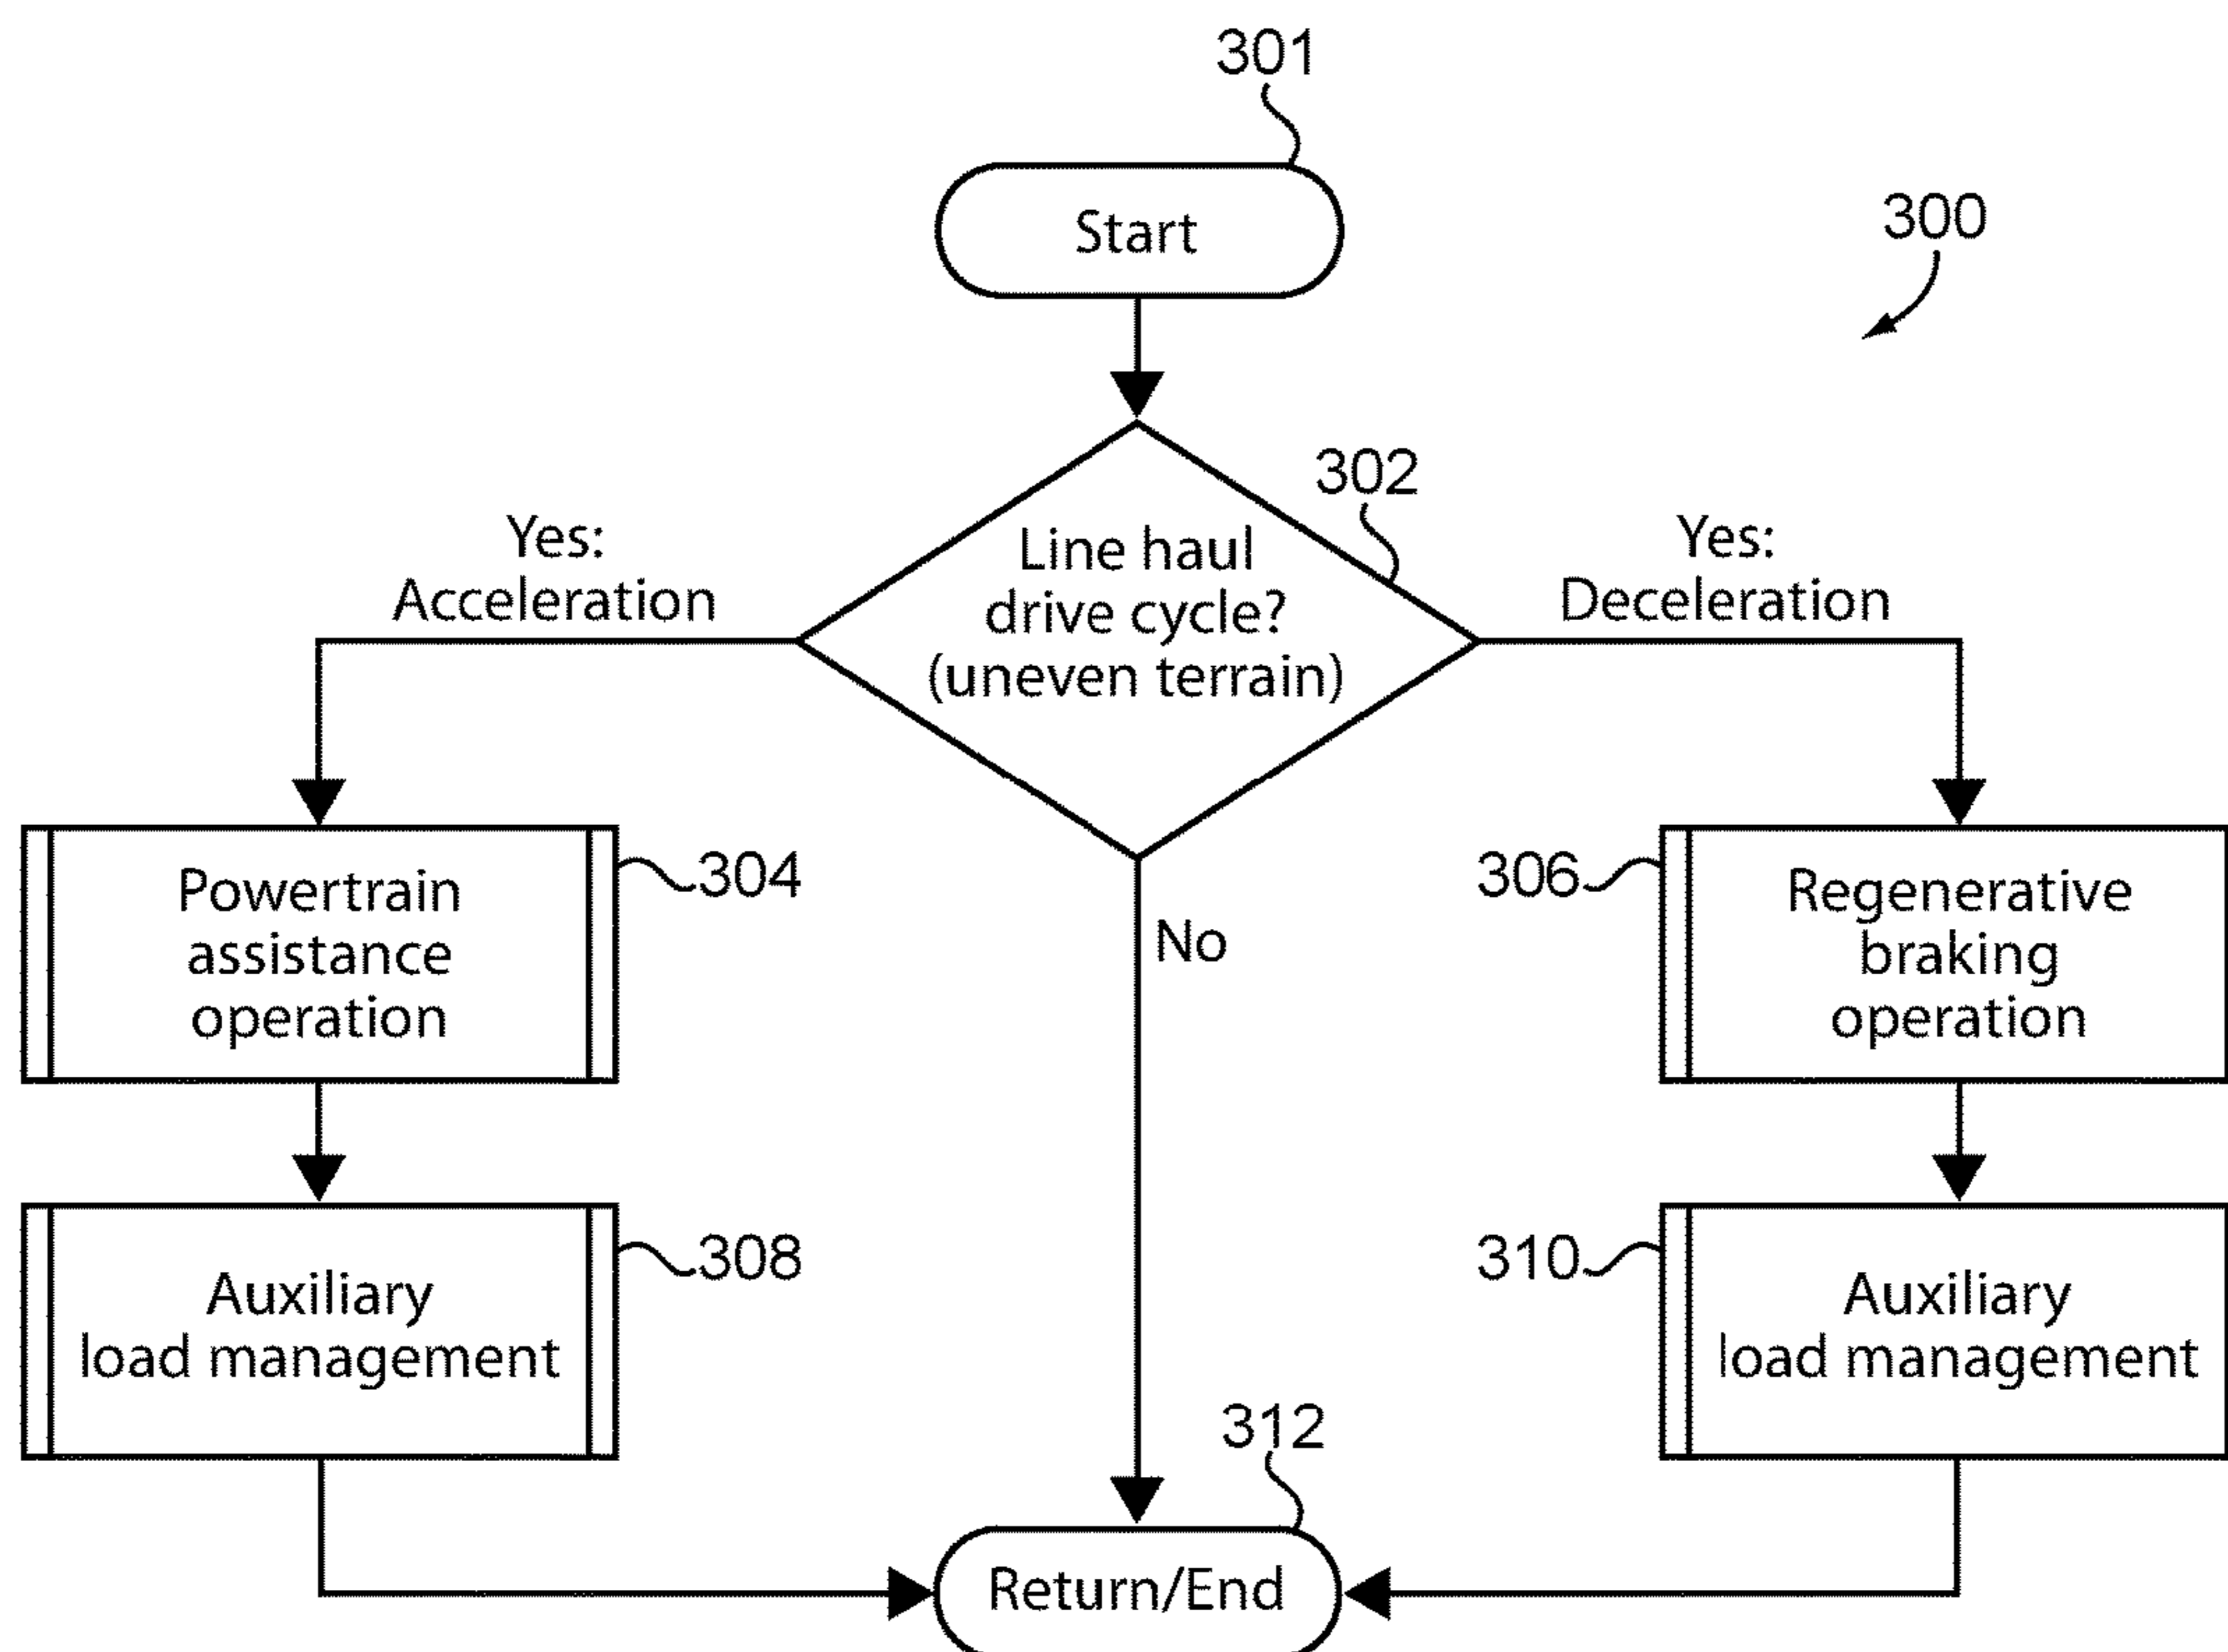 301
Start
300
302
Line haul
drive cycle?
(uneven terrain)
Yes:
Acceleration
Yes:
Deceleration
Powertrain
assistance
operation
304
No
306
Regenerative
braking
operation
Auxiliary
load management
308
310
Auxiliary
load management
312
Return/End